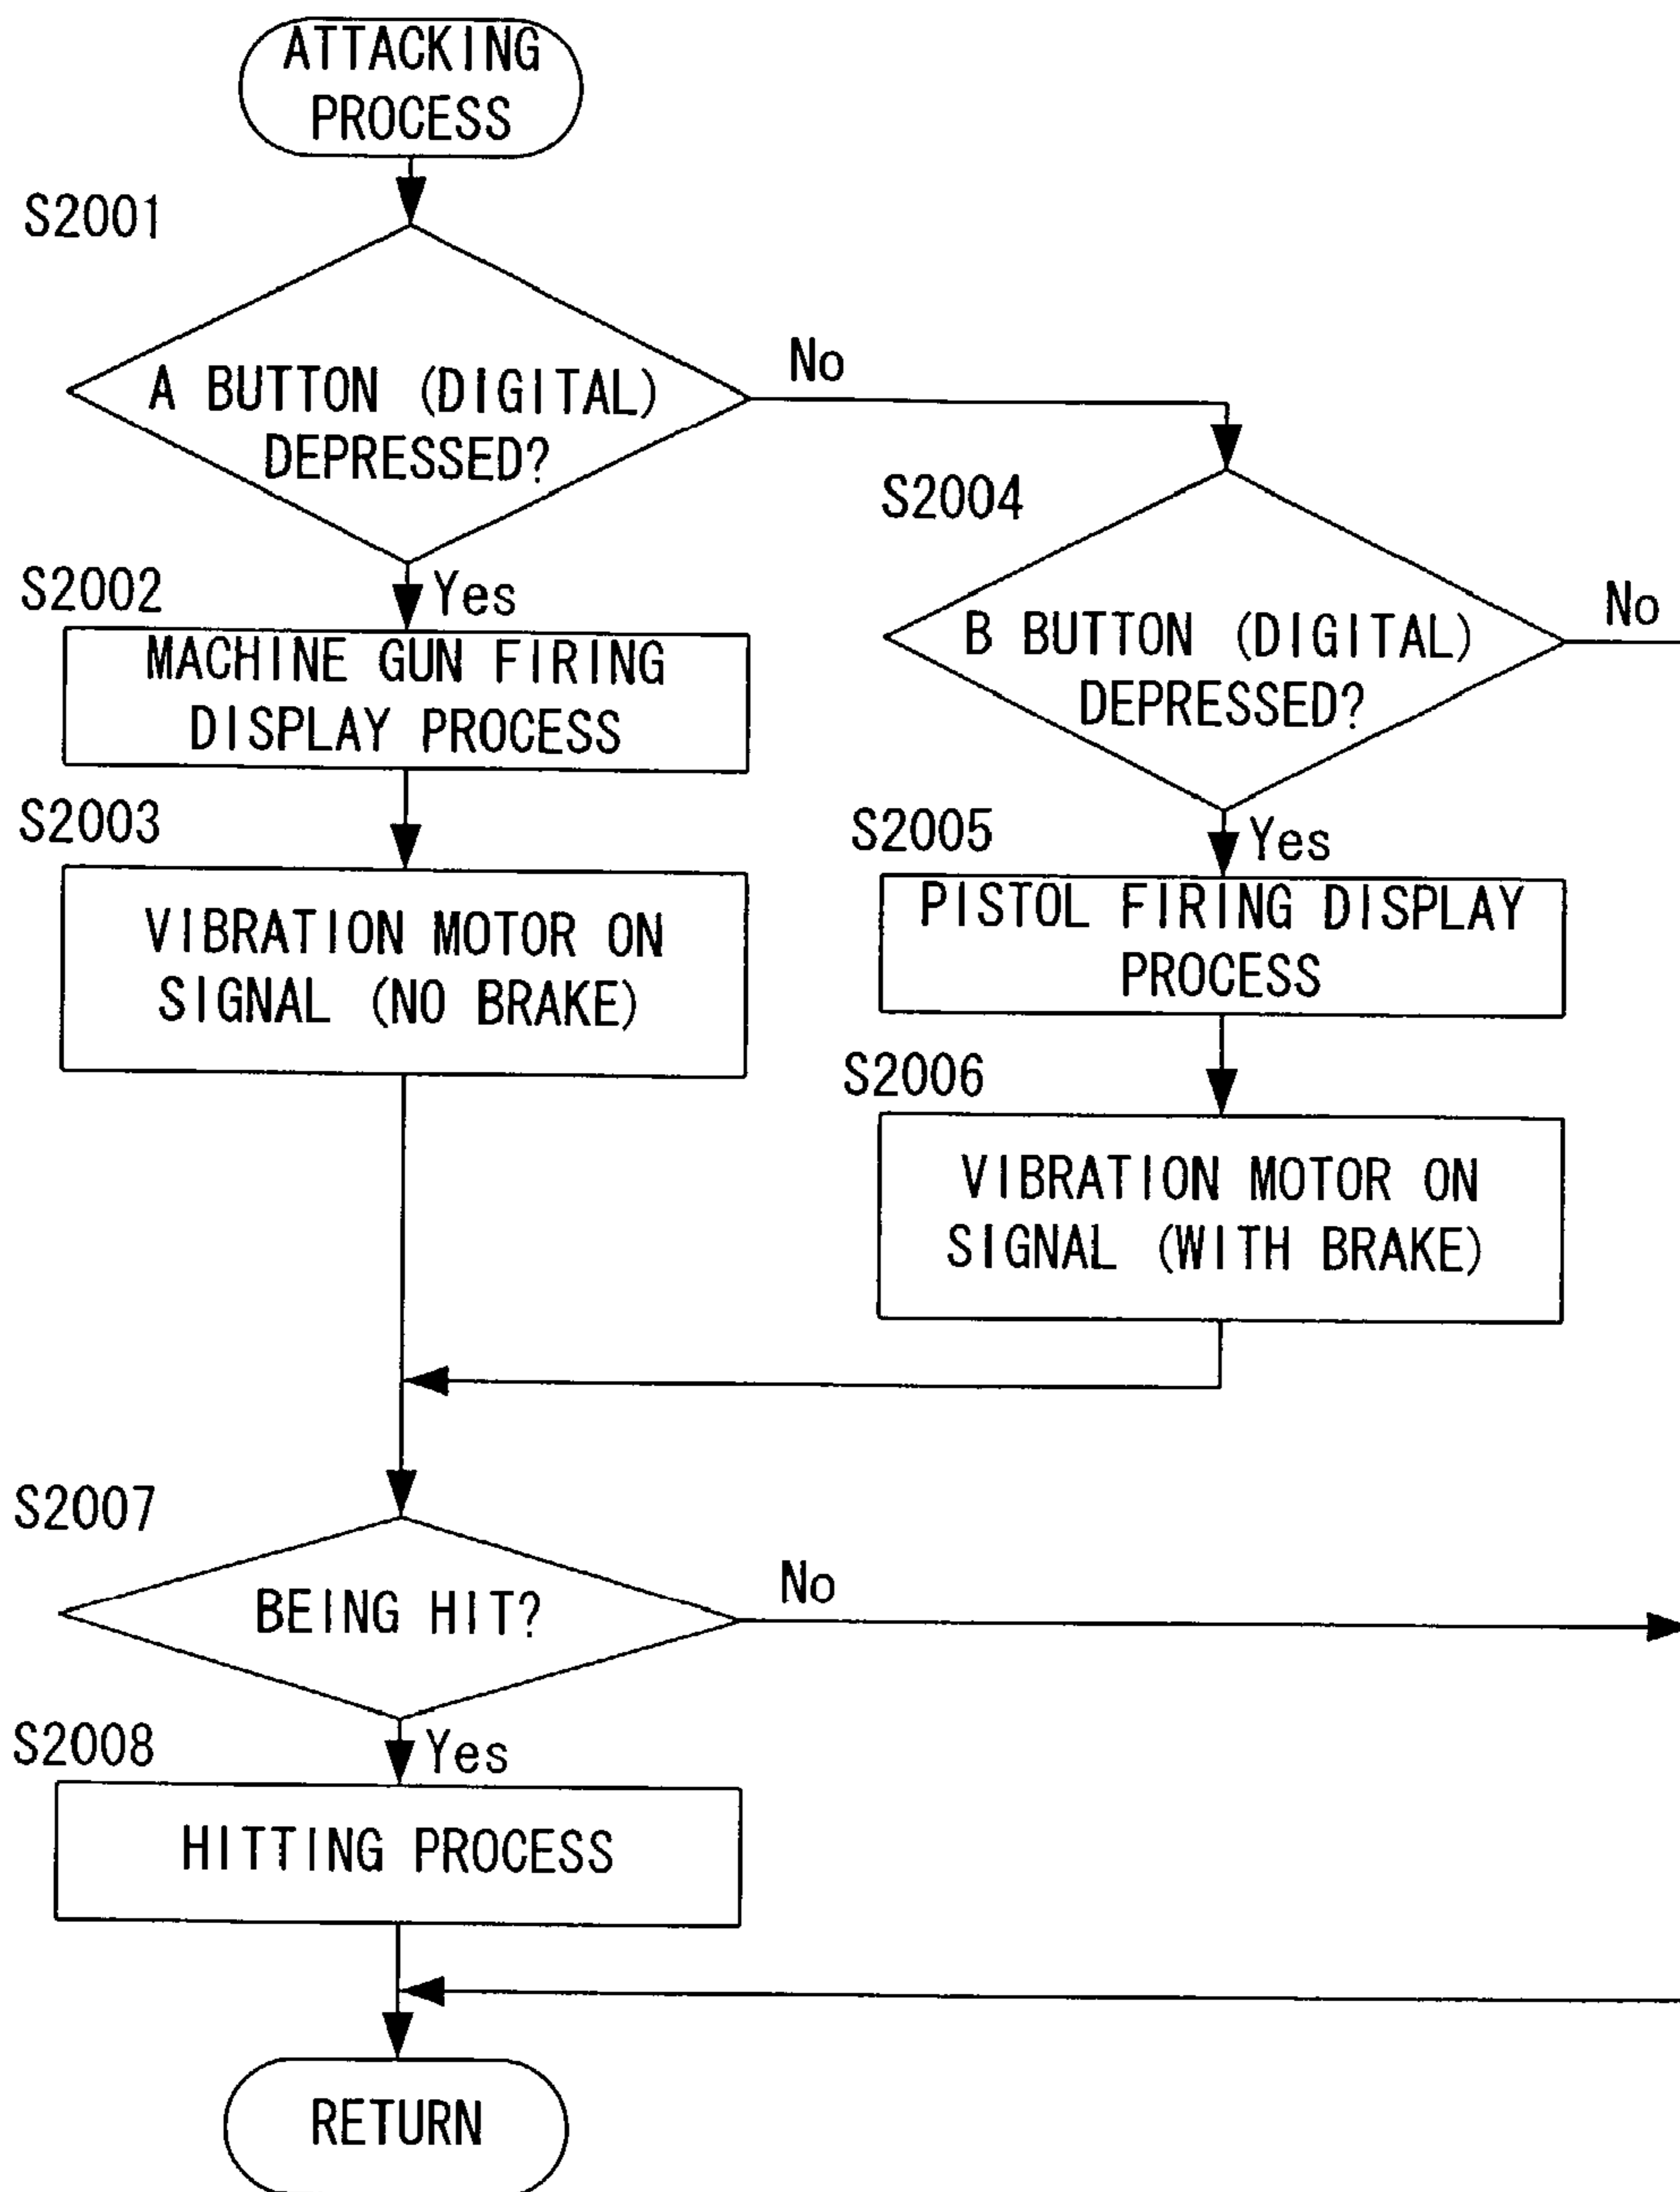 ATTACKING
PROCESS
S2001
A BUTTON (DIGITAL)
DEPRESSED?
No
Yes
S2002
MACHINE GUN FIRING
DISPLAY PROCESS
S2003
VIBRATION MOTOR ON
SIGNAL (NO BRAKE)
S2004
B BUTTON (DIGITAL)
DEPRESSED?
No
Yes
S2005
PISTOL FIRING DISPLAY
PROCESS
S2006
VIBRATION MOTOR ON
SIGNAL (WITH BRAKE)
S2007
BEING HIT?
No
Yes
S2008
HITTING PROCESS
RETURN